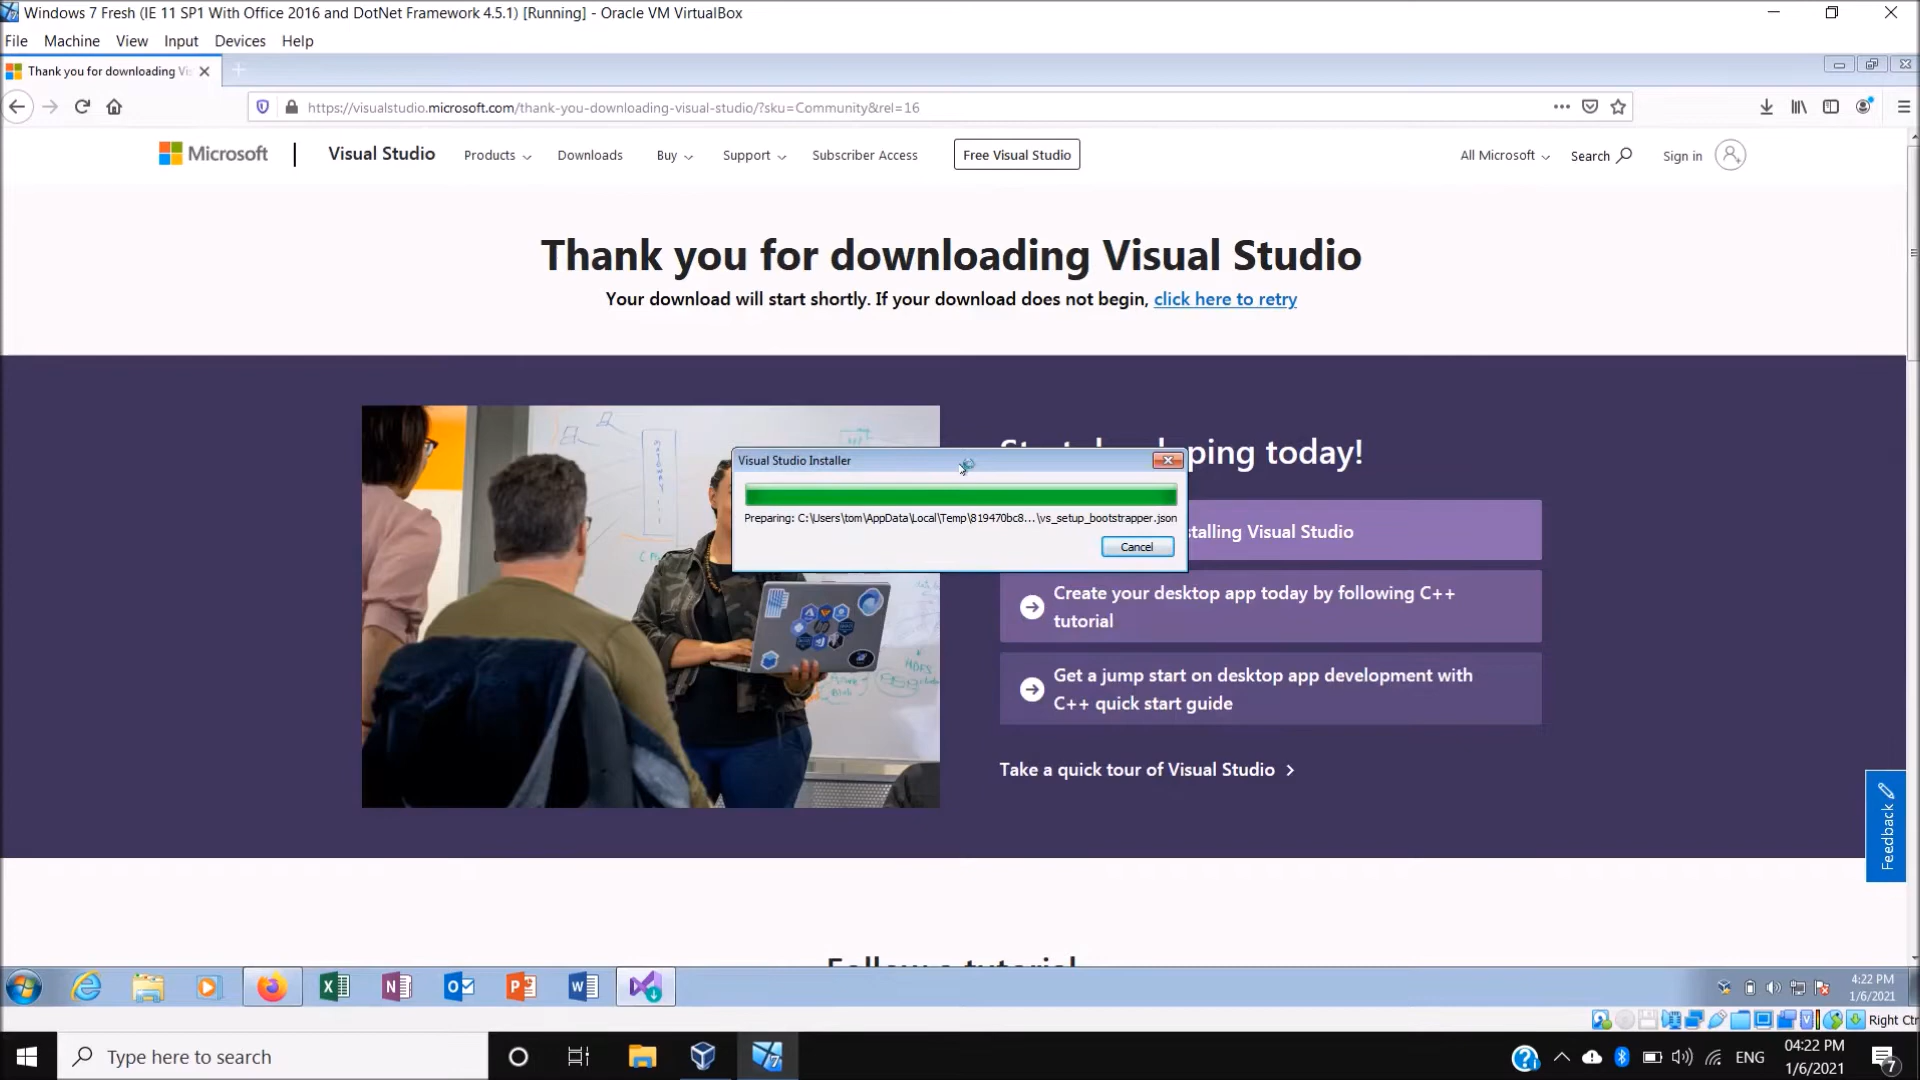 Windows 7 Fresh (IE 11 SP1 With Office 2016 and DotNet Framework 4.5.1) [Running] - Oracle VM VirtualBox
File Machine View Input Devices Help
Thank you for downloading Vi
https://visualstudio.microsoft.com/thank-you-downloading-visual-studio/?sku=Community&rel=16
Microsoft Visual Studio Products Downloads Buy Support Subscriber Access Free Visual Studio All Microsoft Search Sign in
Thank you for downloading Visual Studio
Your download will start shortly. If your download does not begin, click here to retry
ping today!
Visual Studio Installer
Preparing: C:\Users\tom\AppData\Local\Temp\819470bc8...\vs_setup_bootstrapper.json
Cancel
talling Visual Studio
Create your desktop app today by following C++
tutorial
Get a jump start on desktop app development with
C++ quick start guide
Take a quick tour of Visual Studio
Feedback
Follow a tutorial
4:22 PM
1/6/2021
Right Ctr
Type here to search
ENG
04:22 PM
1/6/2021
7